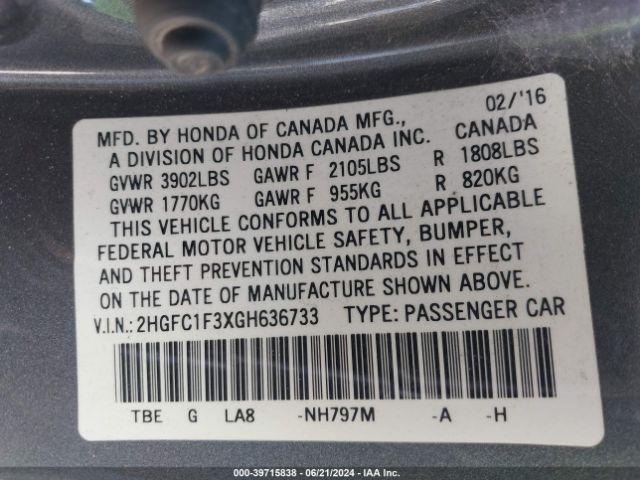 02/'16
MFD. BY HONDA OF CANADA MFG., CANADA
A DIVISION OF HONDA CANADA INC.
GVWR 3902LBS GAWR F 2105LBS R 1808LBS
GVWR 1770KG GAWR F 955KG R 820KG
THIS VEHICLE CONFORMS TO ALL APPLICABLE
FEDERAL MOTOR VEHICLE SAFETY, BUMPER,
AND THEFT PREVENTION STANDARDS IN EFFECT
ON THE DATE OF MANUFACTURE SHOWN ABOVE.
V.I.N.: 2HGFC1F3XGH636733 TYPE: PASSENGER CAR
TBE G LA8 -NH797M -A -H
000-39715838 - 06/21/2024 - IAA Inc.